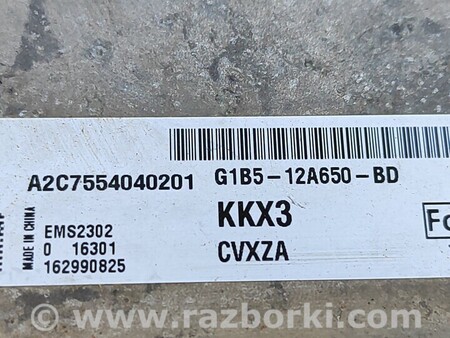 A2C7554040201 G1B5-12A650-BD
KKX3
Fo
CVXZA
MADE IN CHINA
EMS2302
0 16301
162990825
www.razborki.com